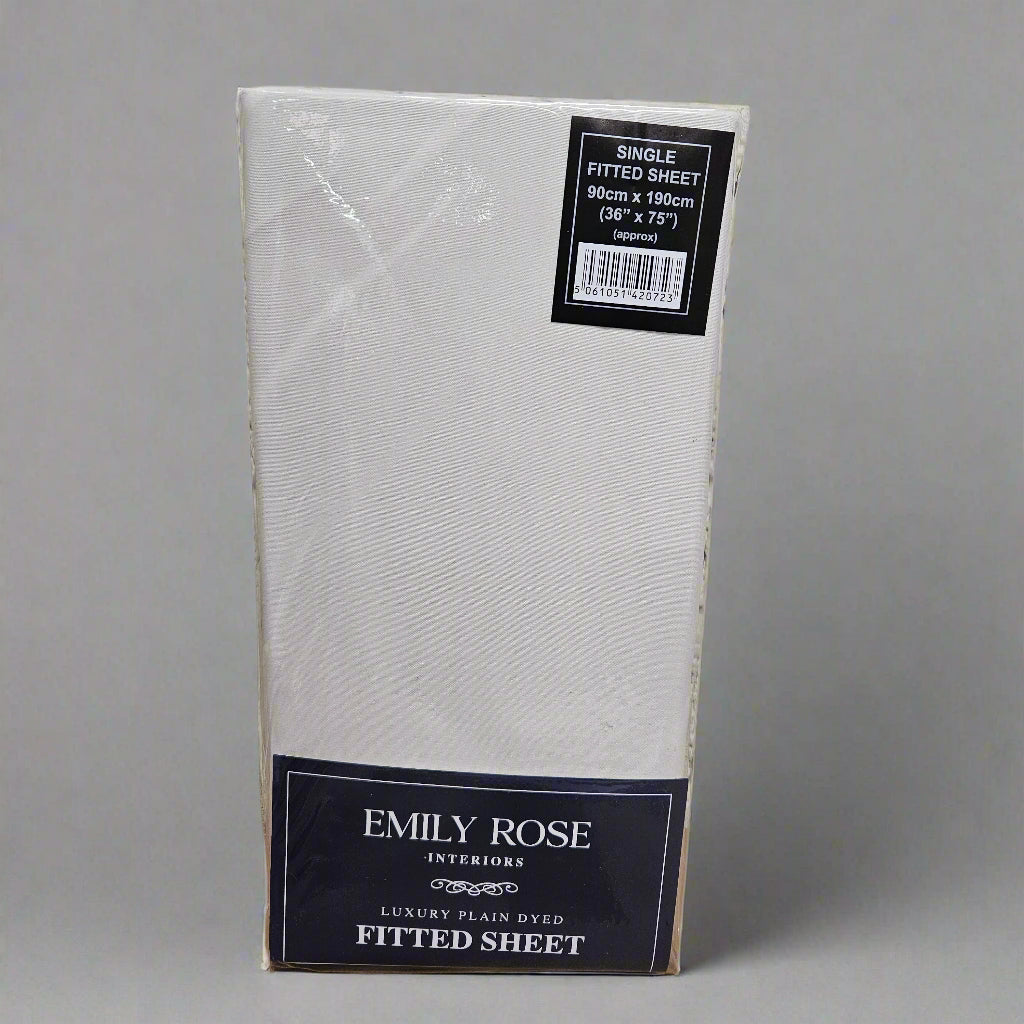 SINGLE
FITTED SHEET
90cm x 190cm
(36" x 75")
(approx)
5 061051 420723
EMILY ROSE
INTERIORS
LUXURY PLAIN DYED
FITTED SHEET